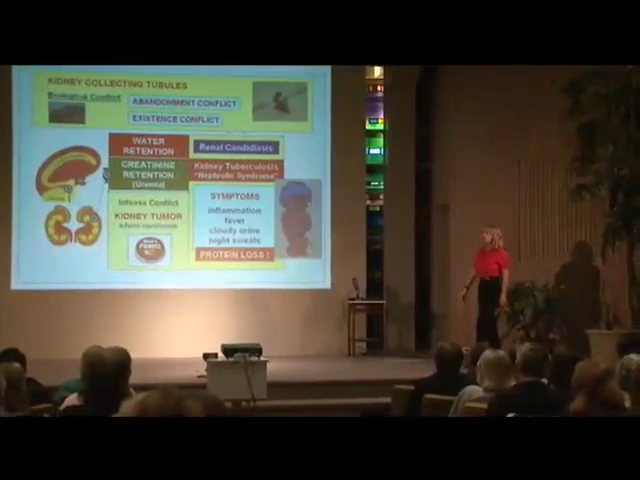 KIDNEY COLLECTING TUBULES
Biological Conflict
ABANDONMENT CONFLICT
EXISTENCE CONFLICT
WATER
RETENTION
Renal Candidiasis
CREATININE
RETENTION
(Uremia)
Kidney Tuberculosis
"Nephrotic Syndrome"
Intense Conflict
KIDNEY TUMOR
adeno carcinoma
SYMPTOMS
inflammation
fever
cloudy urine
night sweats
PROTEIN LOSS !